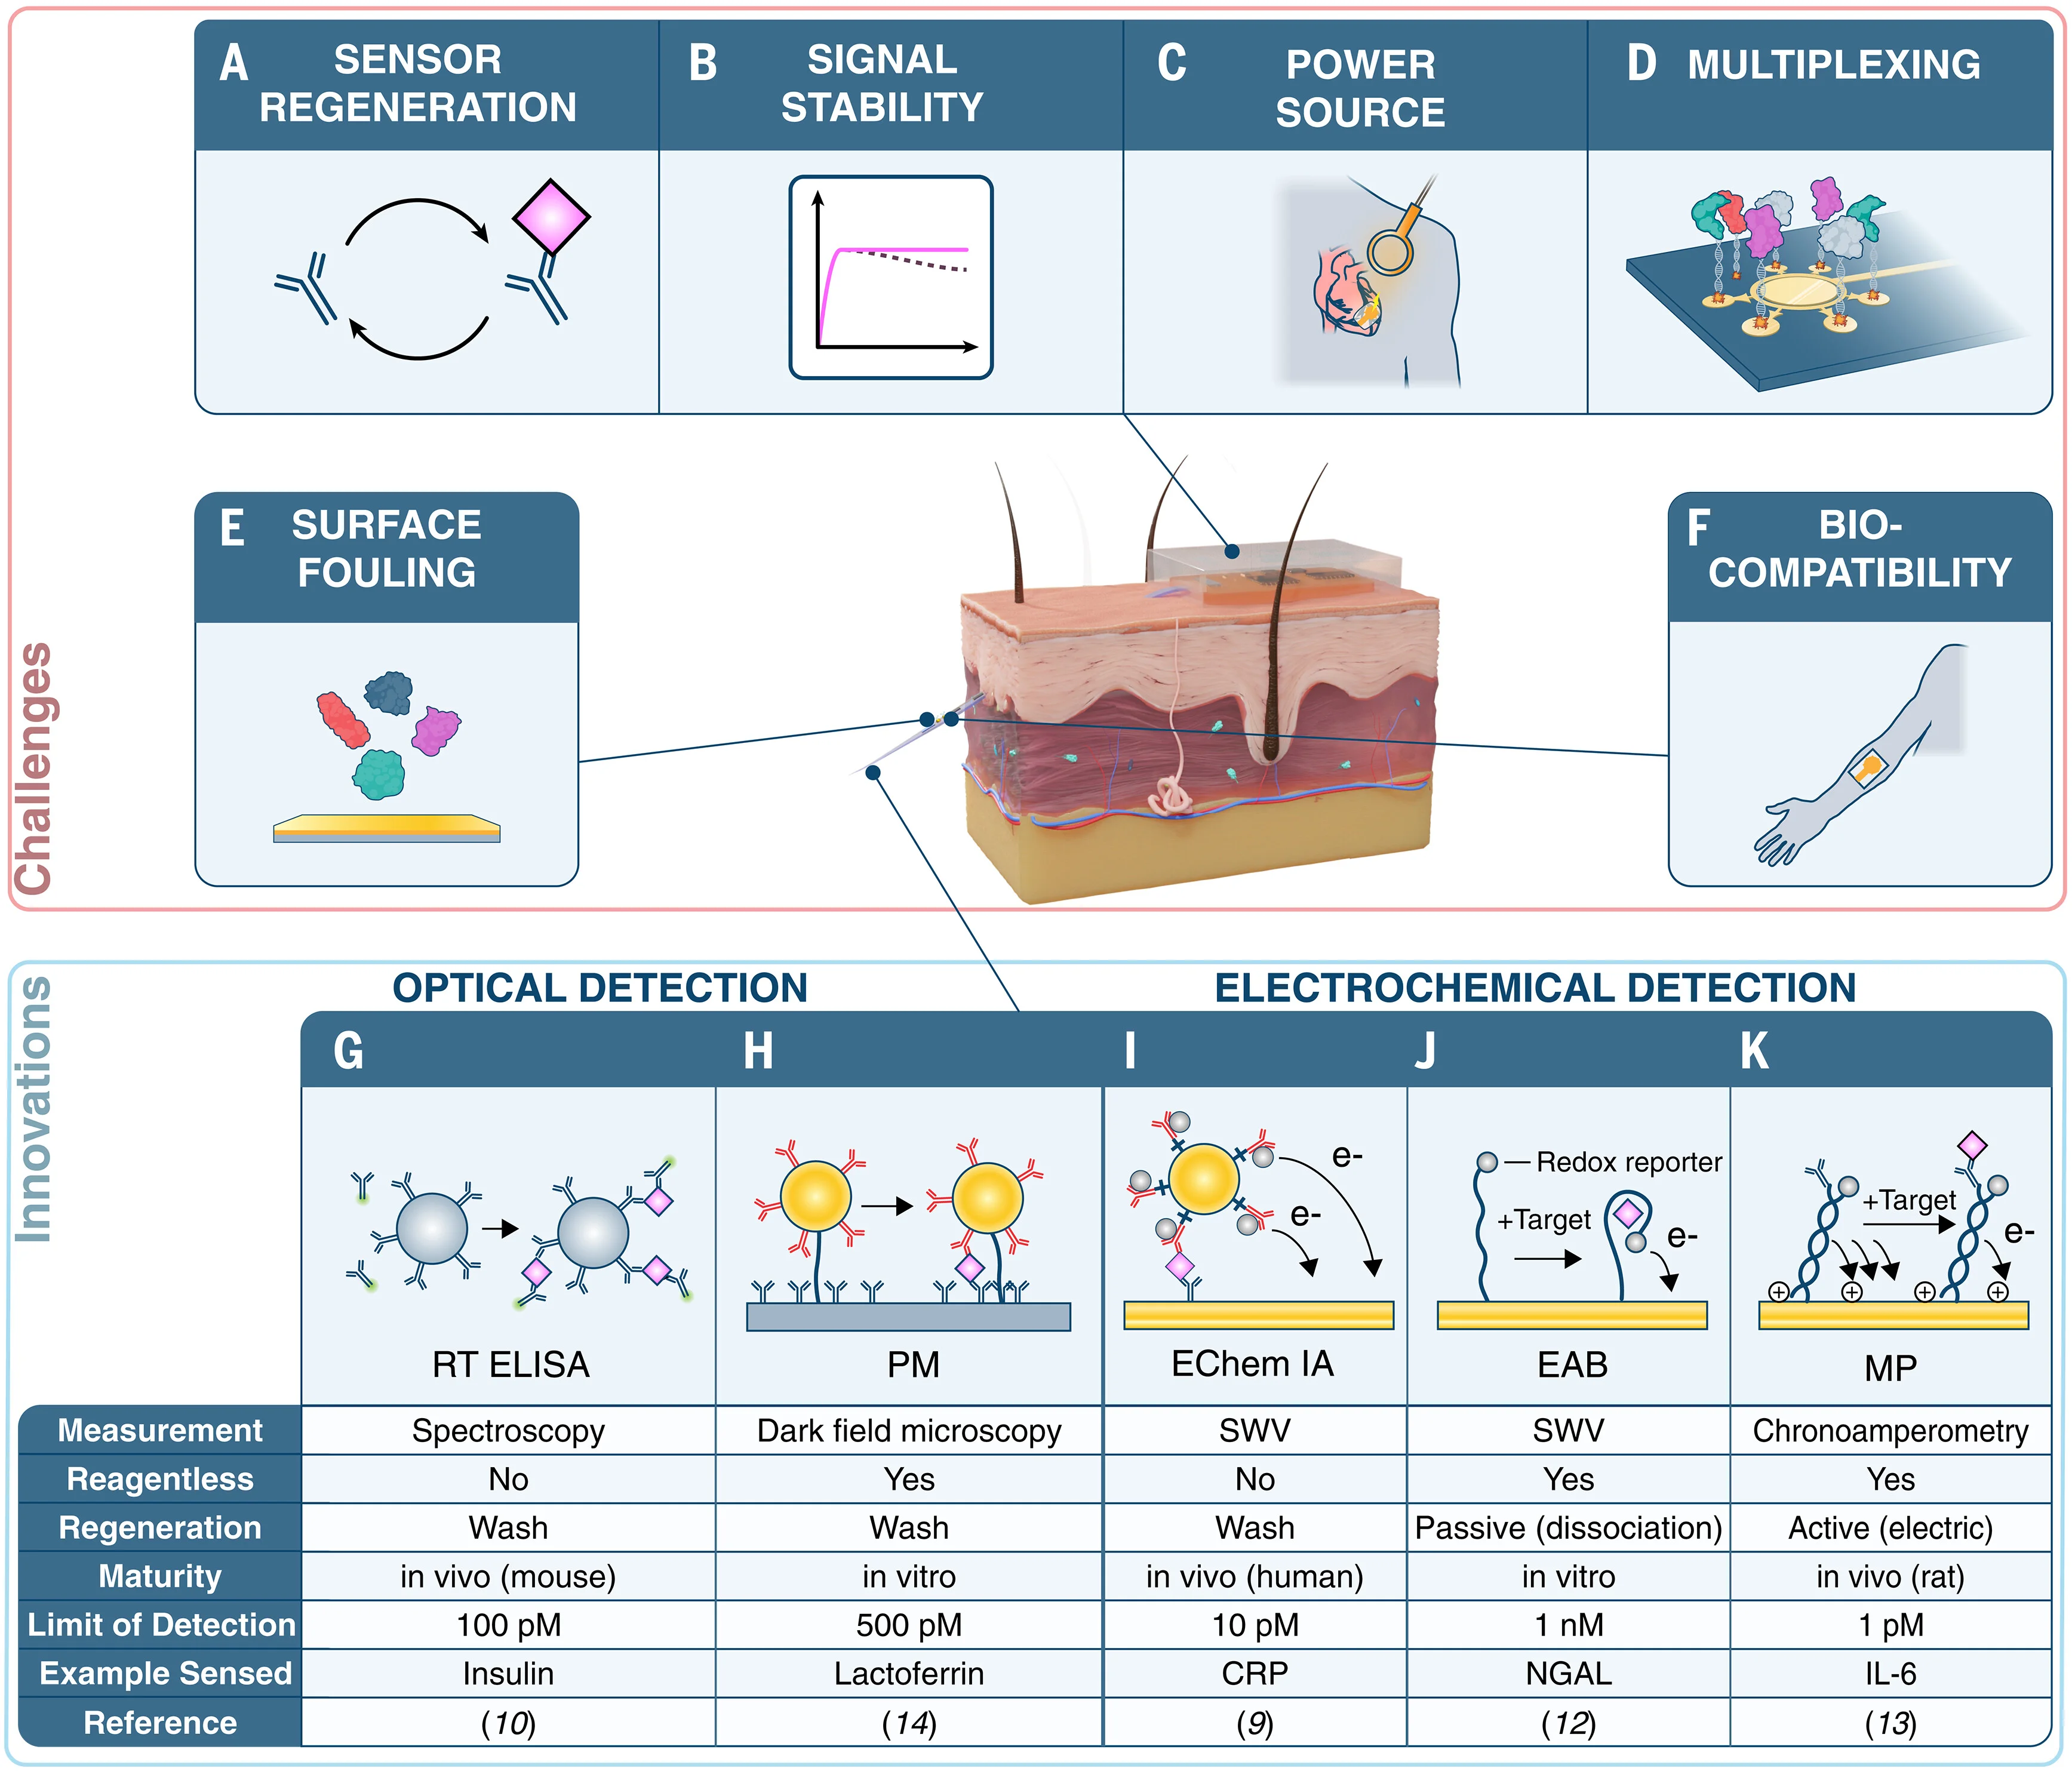 Challenges
A SENSOR
REGENERATION
B SIGNAL
STABILITY
C POWER
SOURCE
D MULTIPLEXING
E SURFACE
FOULING
F BIO-
COMPATIBILITY
Innovations
OPTICAL DETECTION
ELECTROCHEMICAL DETECTION
G
H
I
J
K
e-
e-
Redox reporter
+Target
e-
+Target
e-
+
+
+
+
RT ELISA
PM
EChem IA
EAB
MP
Measurement Spectroscopy Dark field microscopy SWV SWV Chronoamperometry
Reagentless No Yes No Yes Yes
Regeneration Wash Wash Wash Passive (dissociation) Active (electric)
Maturity in vivo (mouse) in vitro in vivo (human) in vitro in vivo (rat)
Limit of Detection 100 pM 500 pM 10 pM 1 nM 1 pM
Example Sensed Insulin Lactoferrin CRP NGAL IL-6
Reference (10) (14) (9) (12) (13)